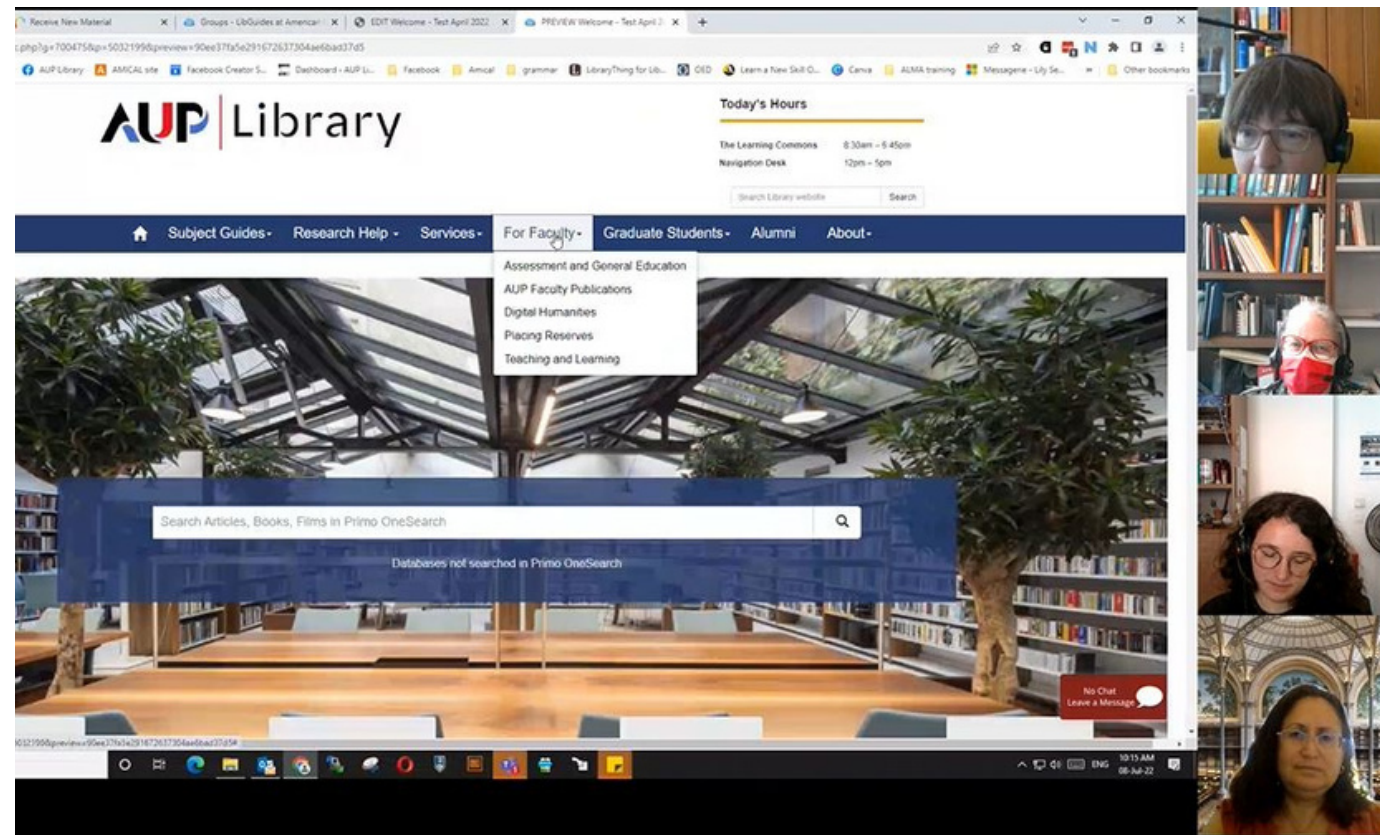 Receive New Material
Groups - LibGuides at American
EDIT Welcome - Test April 2022
PREVIEW Welcome - Test April 2
AUP Library
AMICAL site
Facebook Creator S...
Dashboard - AUP Li...
Facebook
Amical
grammar
LibraryThing for Lib...
OED
Learn a New Skill O...
Canva
ALMA training
Messagerie - Lily Se...
Other bookmarks
AUP Library
Today's Hours
The Learning Commons 8:30am – 6:45pm
Navigation Desk 12pm – 5pm
Search Library website Search
Subject Guides Research Help Services For Faculty Graduate Students Alumni About
Assessment and General Education
AUP Faculty Publications
Digital Humanities
Placing Reserves
Teaching and Learning
Search Articles, Books, Films in Primo OneSearch
Databases not searched in Primo OneSearch
No Chat
Leave a Message
ENG
10:15 AM
08-Jul-22